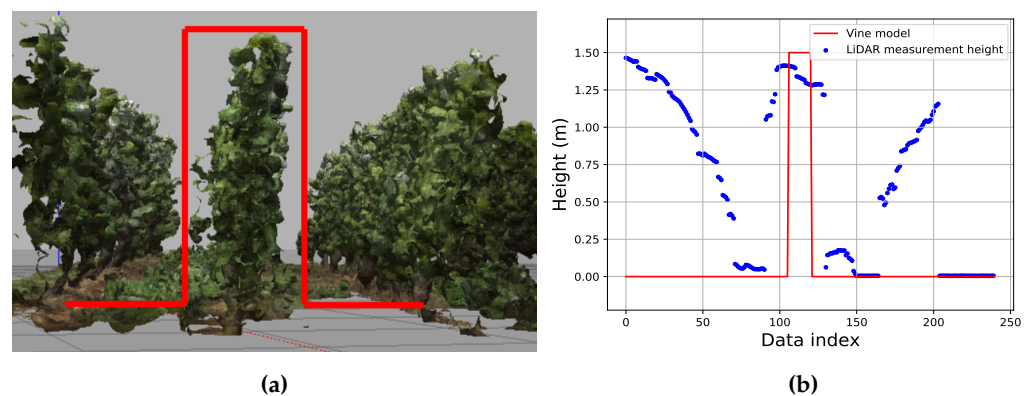 Vine model
LiDAR measurement height
1.50
1.25
1.00
0.75
0.50
0.25
0.00
Height (m)
0 50 100 150 200 250
Data index
(a) (b)